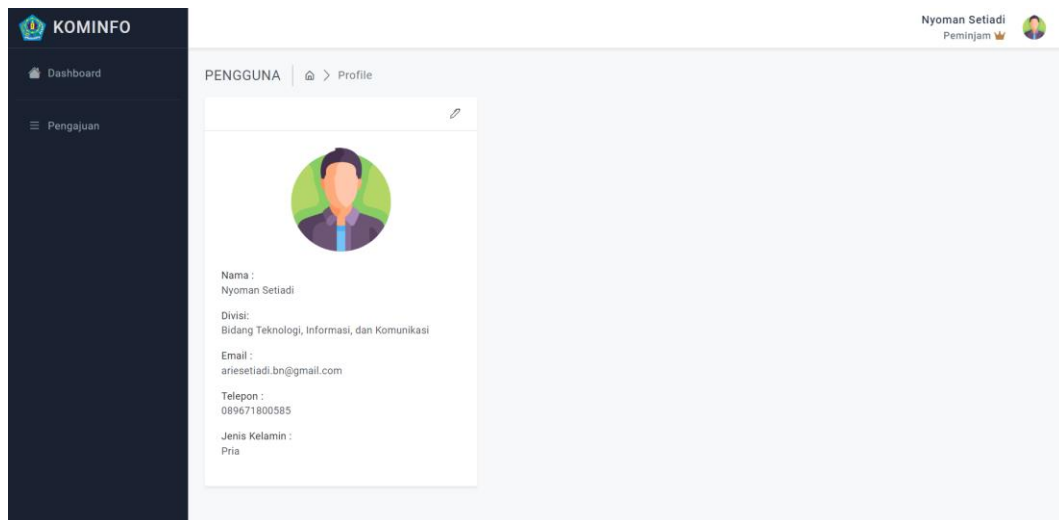 KOMINFO
Nyoman Setiadi
Peminjam
Dashboard
Pengajuan
PENGGUNA
Profile
Nama :
Nyoman Setiadi
Divisi:
Bidang Teknologi, Informasi, dan Komunikasi
Email :
ariesetiadi.bn@gmail.com
Telepon :
089671800585
Jenis Kelamin :
Pria